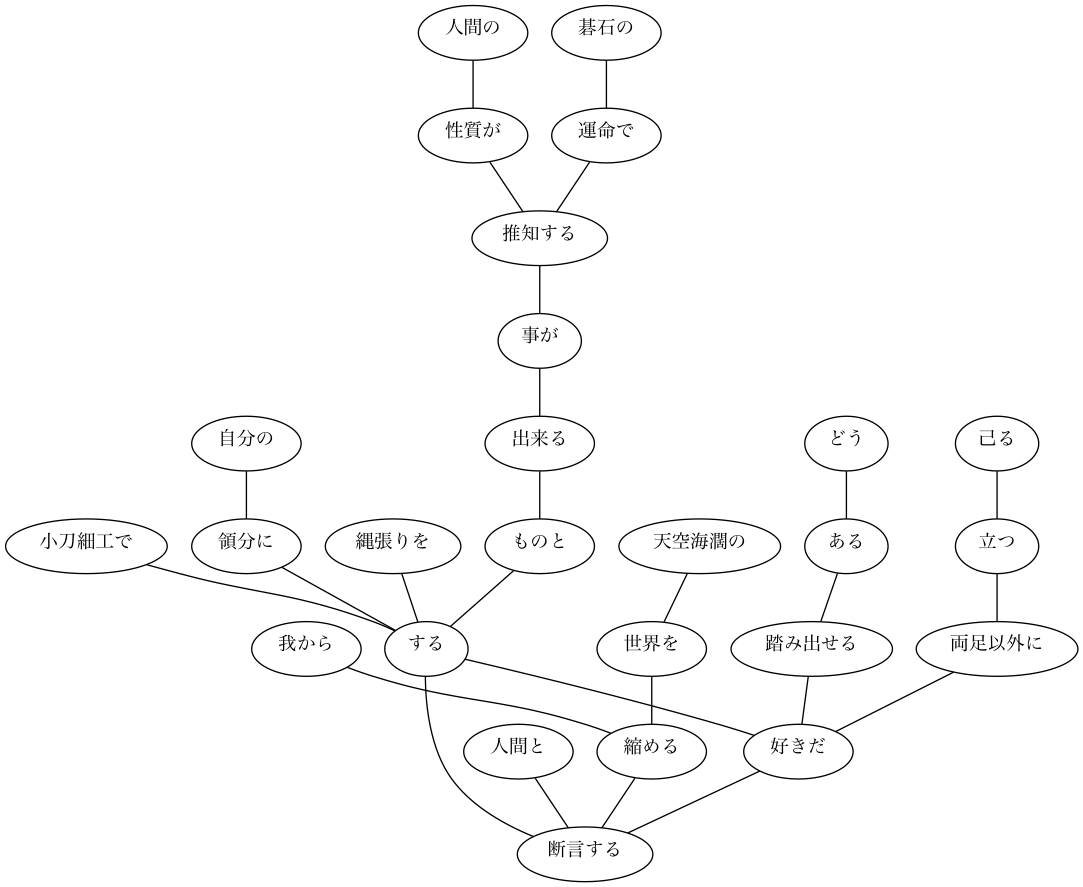 人間の
碁石の
性質が
運命で
推知する
事が
自分の
出来る
どう
己る
小刀細工で
領分に
縄張りを
ものと
天空海濶の
ある
立つ
我から
する
世界を
踏み出せる
両足以外に
人間と
縮める
好きだ
断言する